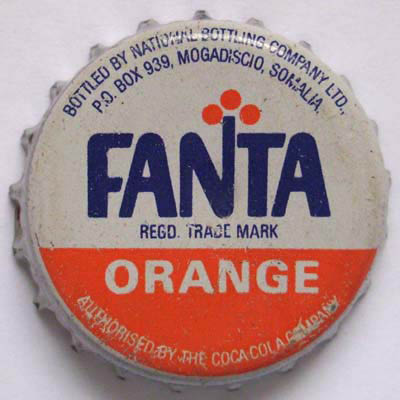 BOTTLED BY NATIONAL BOTTLING COMPANY LTD.,
P.O. BOX 939, MOGADISCIO, SOMALIA.
FANTA
REGD. TRADE MARK
ORANGE
AUTHORISED BY THE COCA COLA COMPANY